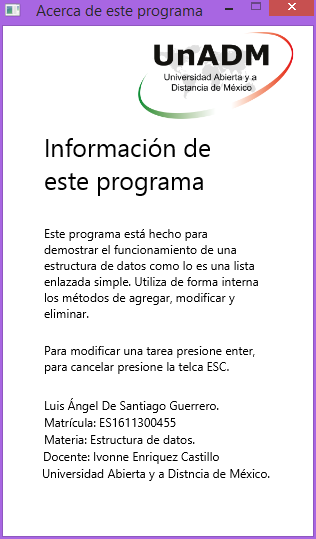 Acerca de este programa
UnADM
Universidad Abierta y a
Distancia de México
Información de
este programa
Este programa está hecho para
demostrar el funcionamiento de una
estructura de datos como lo es una lista
enlazada simple. Utiliza de forma interna
los métodos de agregar, modificar y
eliminar.
Para modificar una tarea presione enter,
para cancelar presione la telca ESC.
Luis Ángel De Santiago Guerrero.
Matrícula: ES1611300455
Materia: Estructura de datos.
Docente: Ivonne Enriquez Castillo
Universidad Abierta y a Distncia de México.